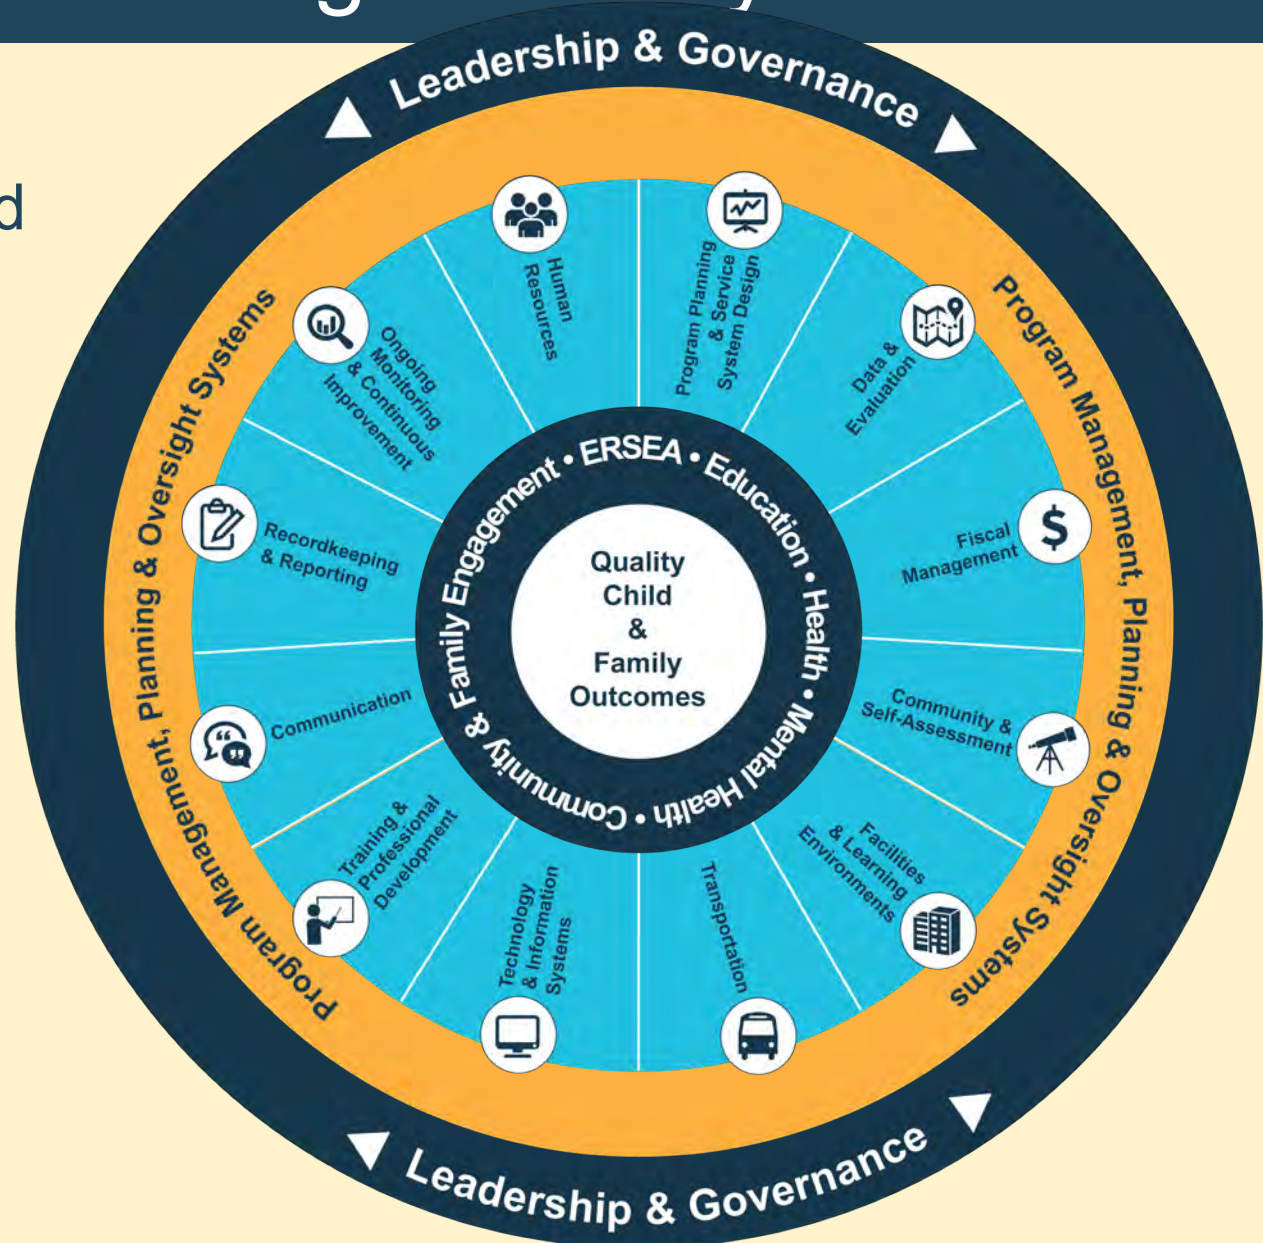 Leadership & Governance
d
Program Management, Planning & Oversight Systems
Program Management, Planning & Oversight Systems
Human
Resources
Program Planning
& Service
System Design
Data &
Evaluation
Fiscal
Management
Community &
Self-Assessment
Facilities
& Learning
Environments
Transportation
Technology
& Information
Systems
Training &
Professional
Development
Communication
Recordkeeping
& Reporting
Ongoing
Monitoring
& Continuous
Improvement
ERSEA • Education • Health • Mental Health • Community & Family Engagement •
Quality
Child
&
Family
Outcomes
$
Leadership & Governance